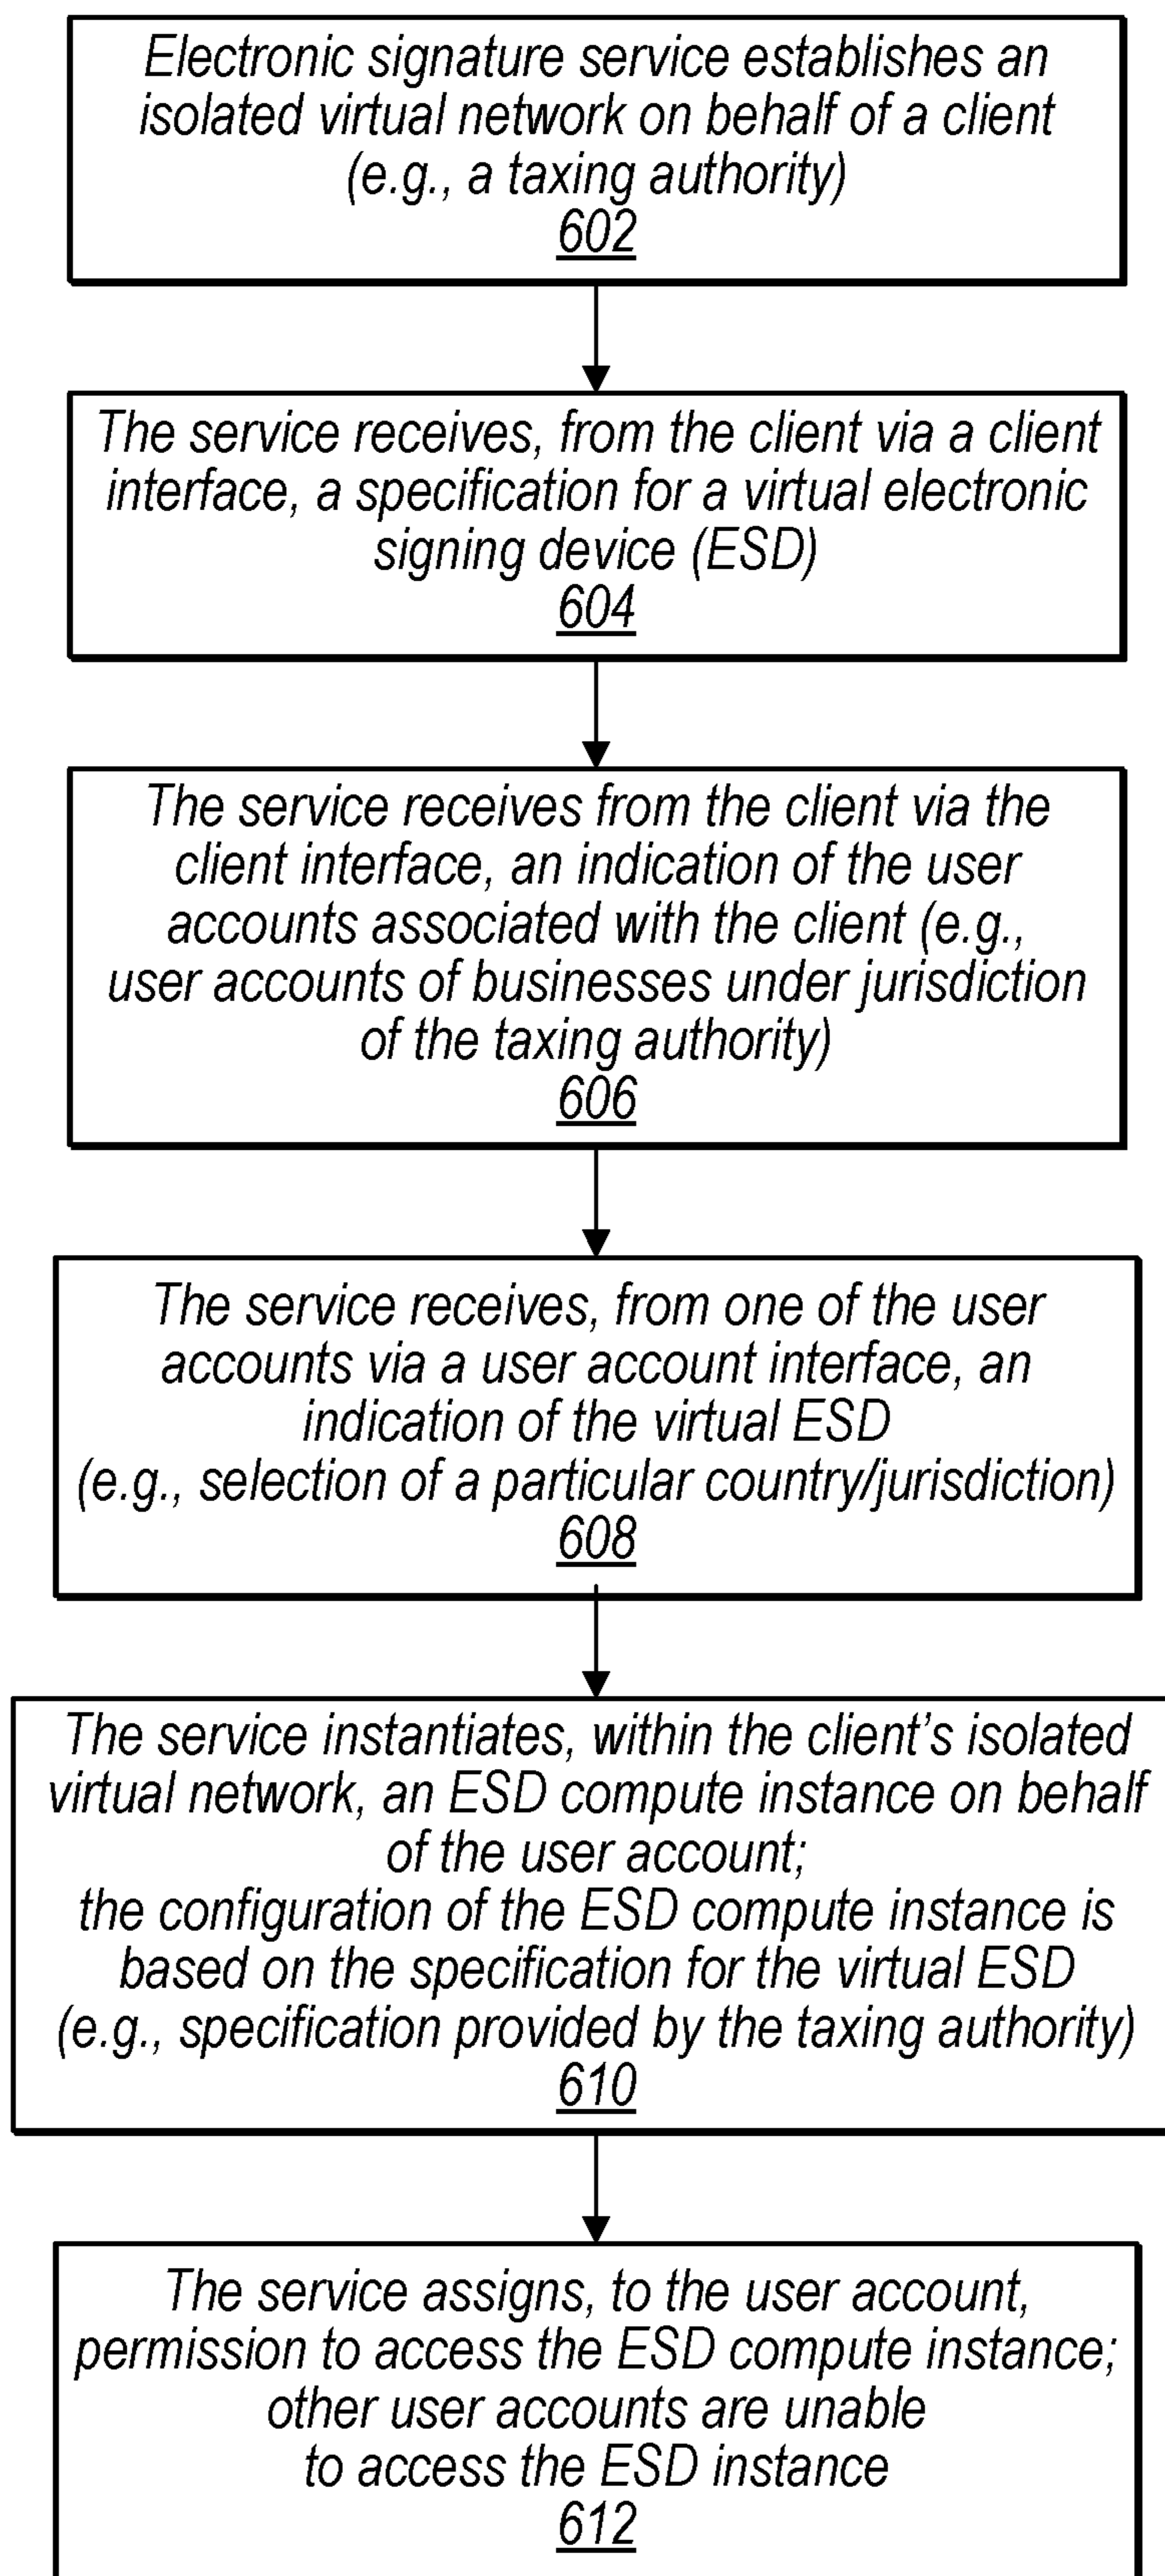 Electronic signature service establishes an
isolated virtual network on behalf of a client
(e.g., a taxing authority)
602
The service receives, from the client via a client
interface, a specification for a virtual electronic
signing device (ESD)
604
The service receives from the client via the
client interface, an indication of the user
accounts associated with the client (e.g.,
user accounts of businesses under jurisdiction
of the taxing authority)
606
The service receives, from one of the user
accounts via a user account interface, an
indication of the virtual ESD
(e.g., selection of a particular country/jurisdiction)
608
The service instantiates, within the client's isolated
virtual network, an ESD compute instance on behalf
of the user account;
the configuration of the ESD compute instance is
based on the specification for the virtual ESD
(e.g., specification provided by the taxing authority)
610
The service assigns, to the user account,
permission to access the ESD compute instance;
other user accounts are unable
to access the ESD instance
612